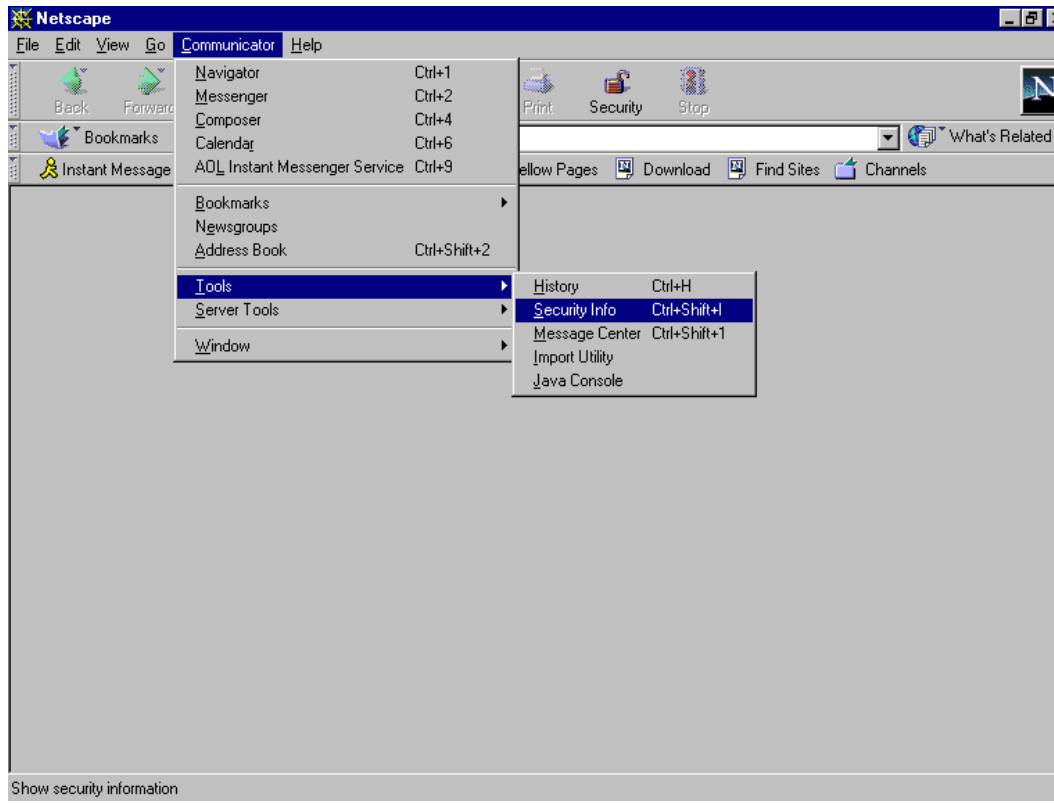 Netscape
File Edit View Go Communicator Help
Back Forward Print Security Stop N
Bookmarks What's Related
Instant Message ellow Pages Download Find Sites Channels
Navigator Ctrl+1
Messenger Ctrl+2
Composer Ctrl+4
Calendar Ctrl+6
AOL Instant Messenger Service Ctrl+9
Bookmarks
Newsgroups
Address Book Ctrl+Shift+2
Tools
Server Tools
Window
History Ctrl+H
Security Info Ctrl+Shift+I
Message Center Ctrl+Shift+1
Import Utility
Java Console
Show security information